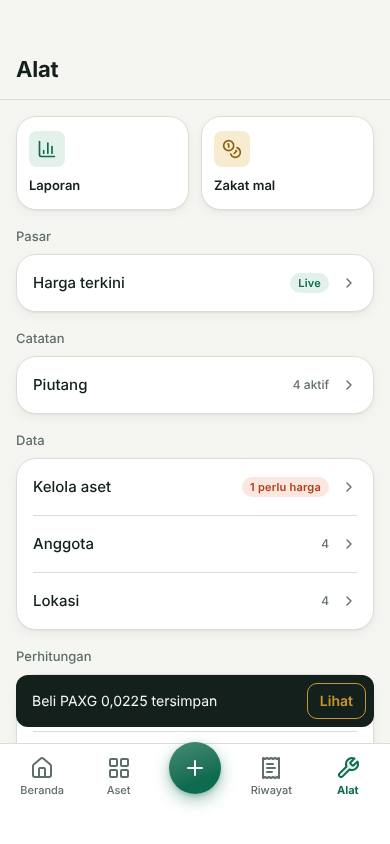 Alat
Laporan
Zakat mal
Pasar
Harga terkini
Live
Catatan
Piutang
4 aktif
Data
Kelola aset
1 perlu harga
Anggota
4
Lokasi
4
Perhitungan
Beli PAXG 0,0225 tersimpan
Lihat
Beranda
Aset
Riwayat
Alat